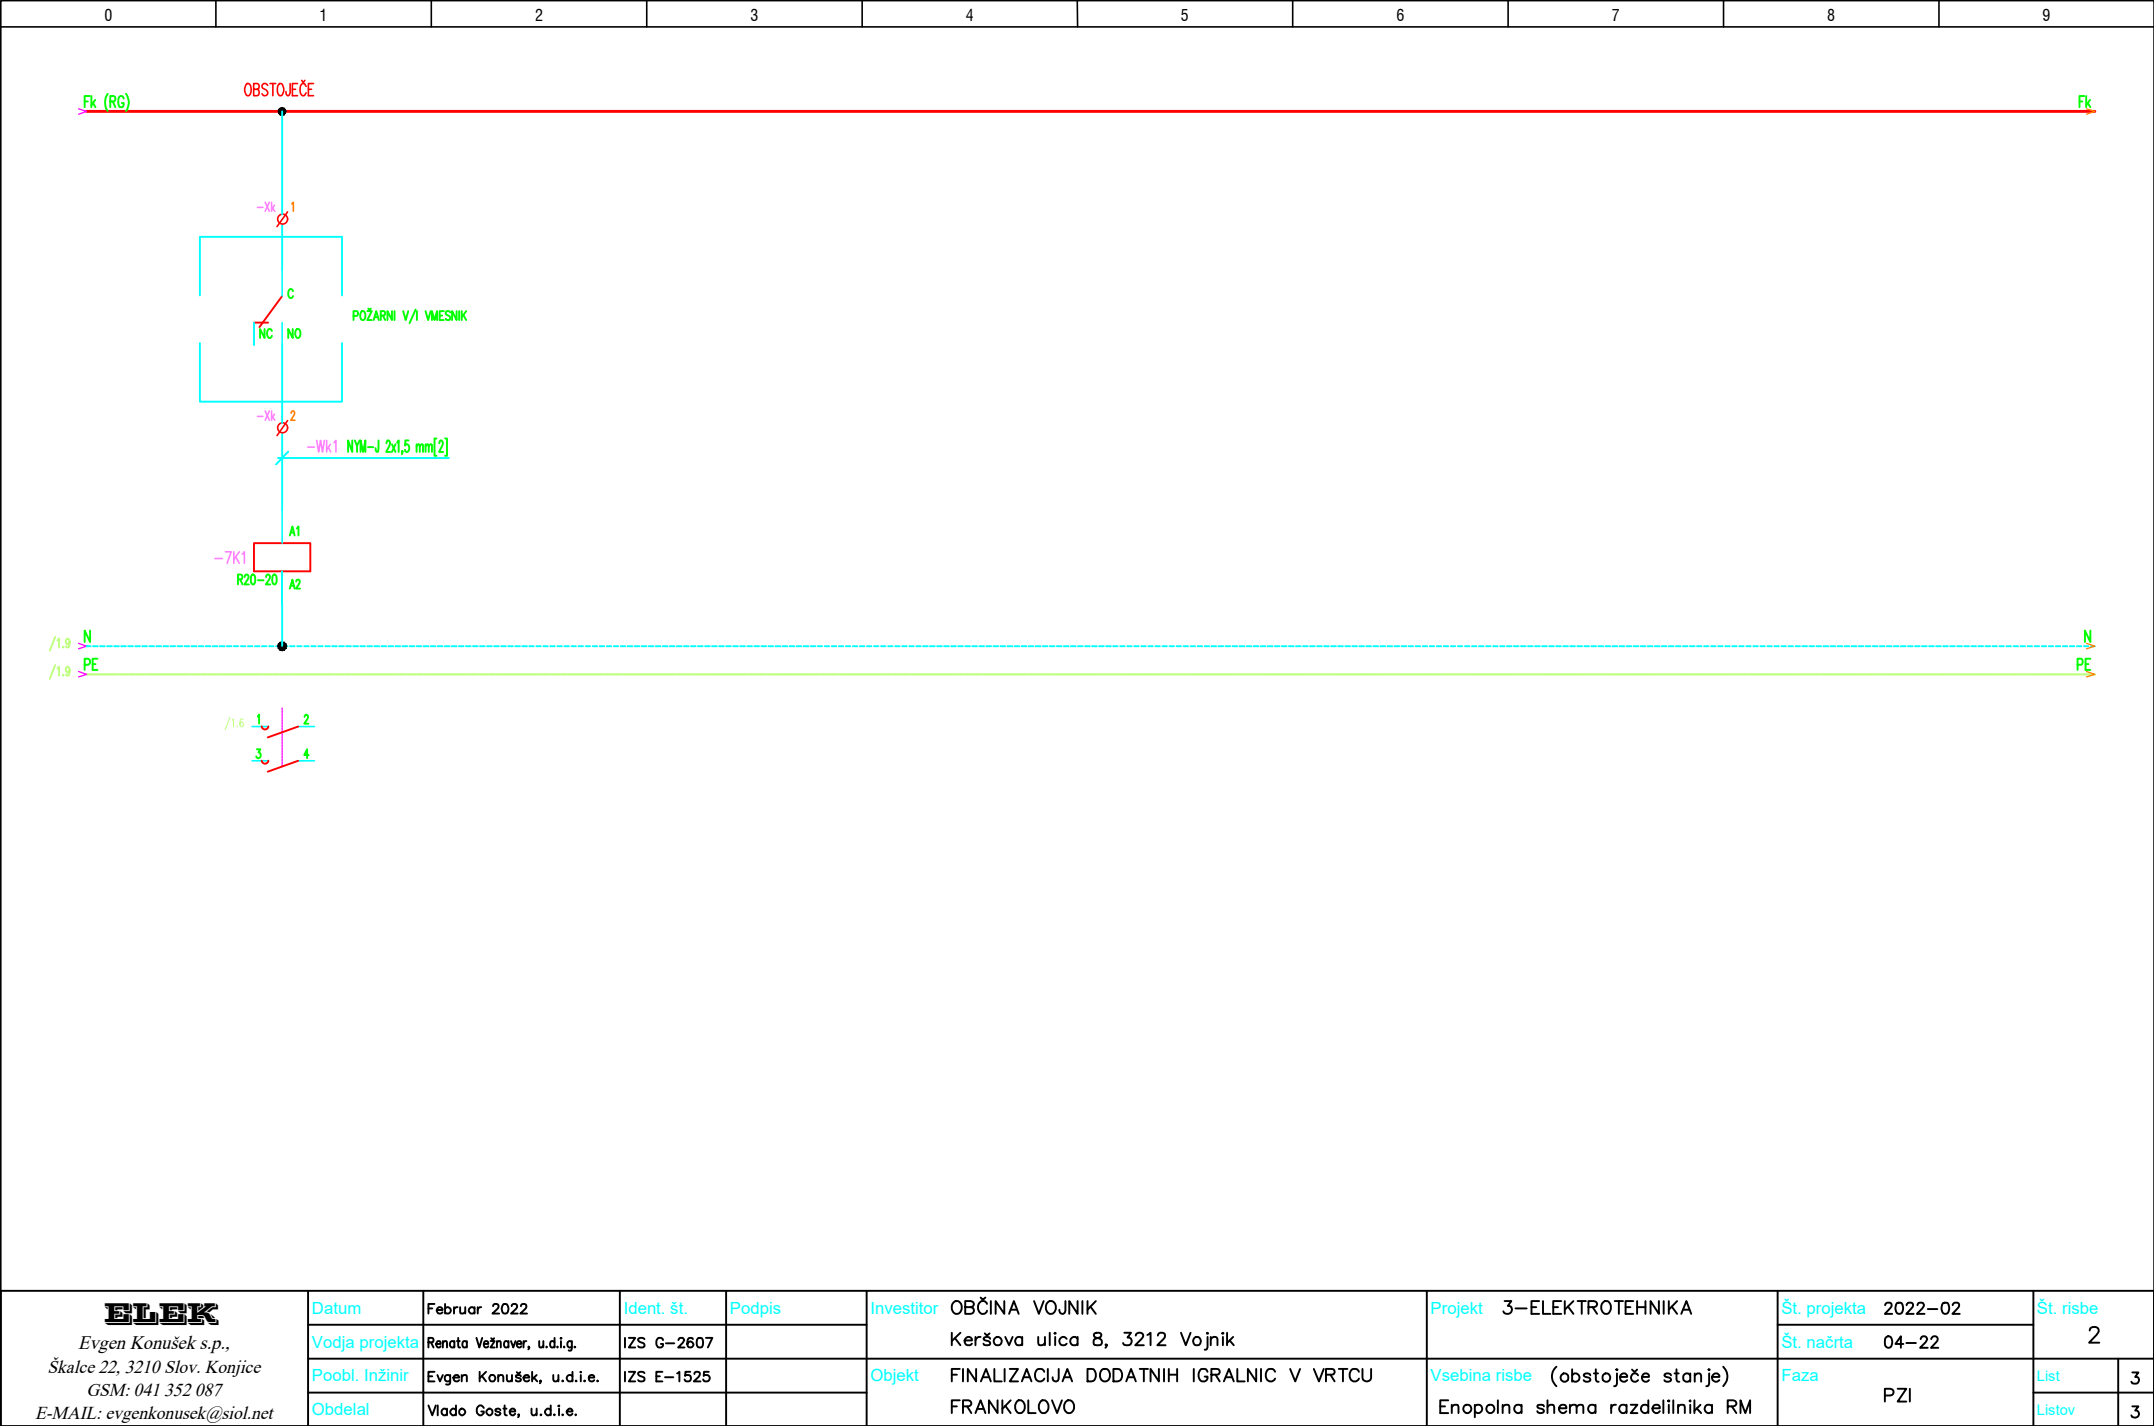 0 1 2 3 4 5 6 7 8 9
OBSTOJEČE
Fk (RG) Fk
-Xk 1
C
POŽARNI V/I VMESNIK
NC NO
-Xk 2
-Wk1 NYM-J 2x1,5 mm[2]
A1
-7K1
R20-20 A2
/1.9 N N
/1.9 PE PE
/1.6 1 2
3 4
ELEK
Evgen Konušek s.p.,
Škalce 22, 3210 Slov. Konjice
GSM: 041 352 087
E-MAIL: evgenkonusek@siol.net
Datum Februar 2022 Ident. št. Podpis
Vodja projekta Renata Vežnaver, u.d.i.g. IZS G-2607
Poobl. Inžinir Evgen Konušek, u.d.i.e. IZS E-1525
Obdelal Vlado Goste, u.d.i.e.
Investitor OBČINA VOJNIK
Keršova ulica 8, 3212 Vojnik
Objekt FINALIZACIJA DODATNIH IGRALNIC V VRTCU
FRANKOLOVO
Projekt 3-ELEKTROTEHNIKA
Vsebina risbe (obstoječe stanje)
Enopolna shema razdelilnika RM
Št. projekta 2022-02
Št. načrta 04-22
Faza
PZI
Št. risbe
2
List 3
Listov 3